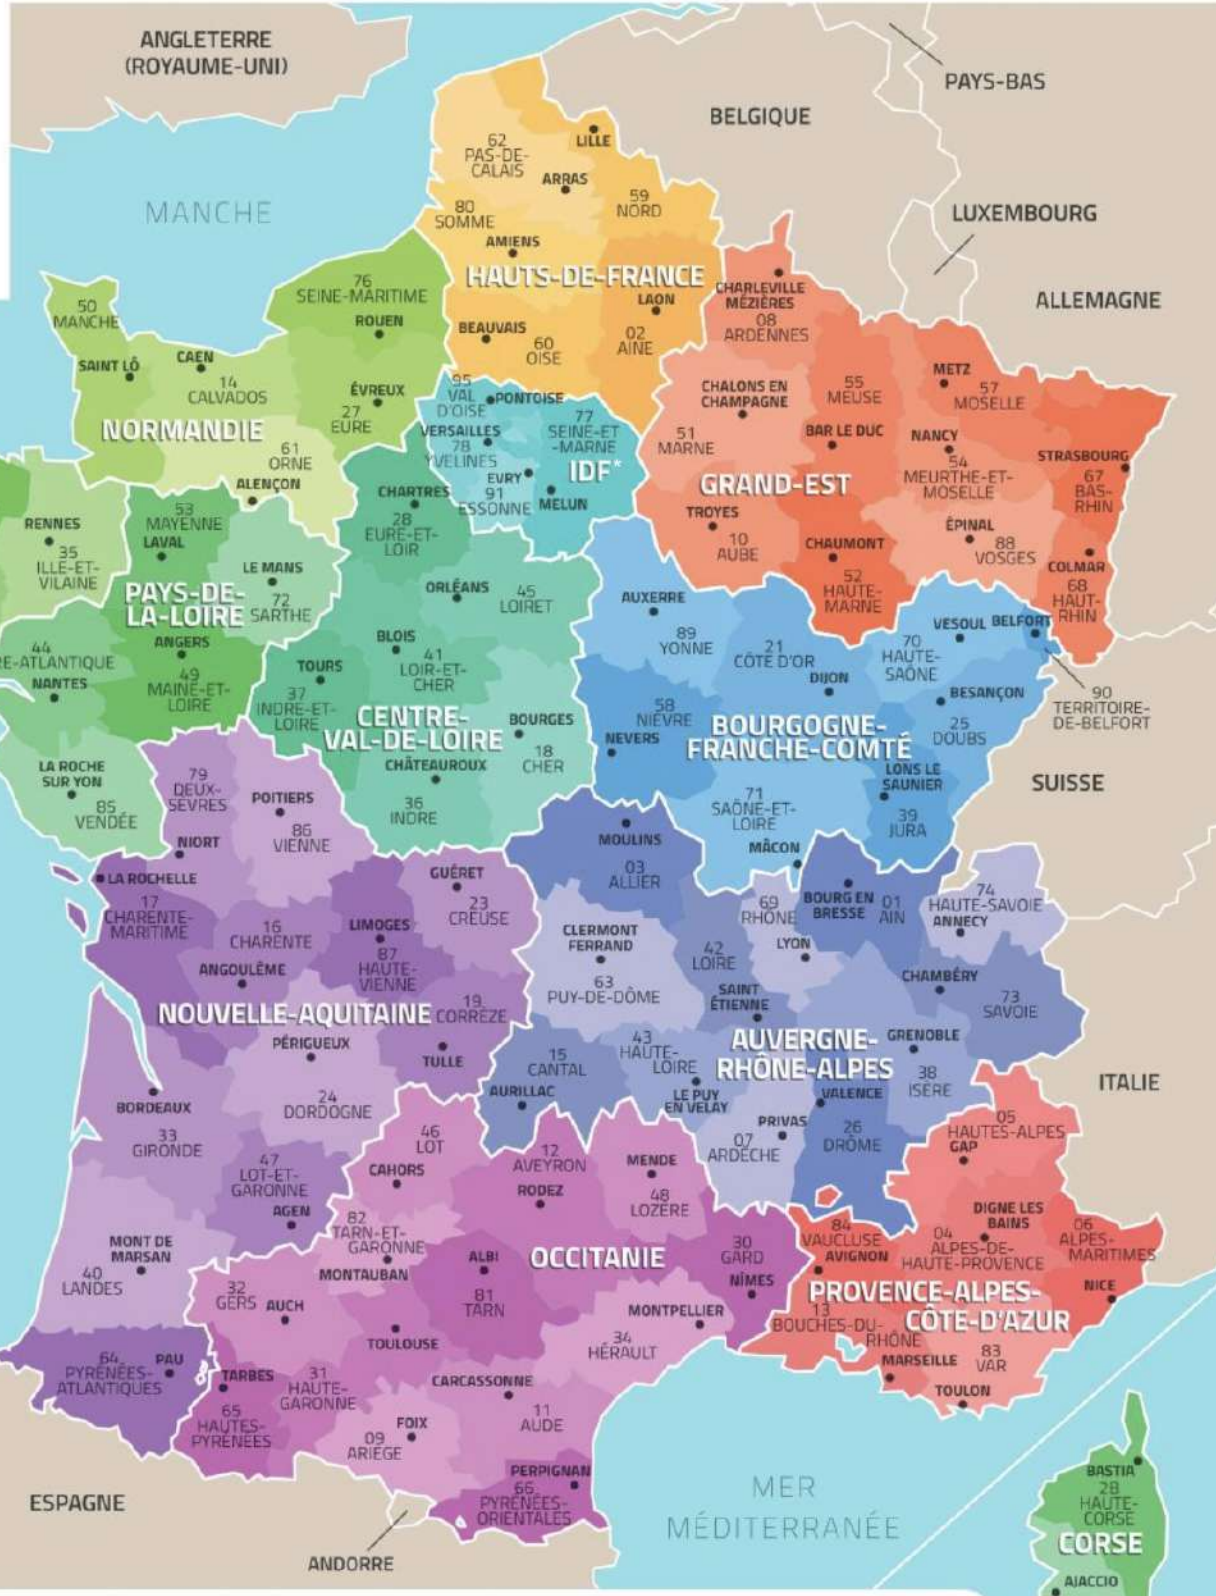 ANGLETERRE
(ROYAUME-UNI)
PAYS-BAS
BELGIQUE
LUXEMBOURG
ALLEMAGNE
MANCHE
62
PAS-DE-
CALAIS
LILLE
ARRAS
59
NORD
80
SOMME
AMIENS
HAUTS-DE-FRANCE
LAON
BEAUVAIS
60
OISE
02
AINE
76
SEINE-MARITIME
ROUEN
50
MANCHE
SAINT LÔ
CAEN
14
CALVADOS
ÉVREUX
27
EURE
NORMANDIE
61
ORNE
ALENÇON
95
VAL
D'OISE
PONTOISE
VERSAILLES
78
YVELINES
77
SEINE-ET
-MARNE
IDF*
EVRY
91
ESSONNE
MELUN
CHARLEVILLE
MÉZIÈRES
08
ARDENNES
CHALONS EN
CHAMPAGNE
51
MARNE
55
MEUSE
BAR LE DUC
METZ
57
MOSELLE
NANCY
54
MEURTHE-ET-
MOSELLE
STRASBOURG
67
BAS-
RHIN
GRAND-EST
TROYES
10
AUBE
CHAUMONT
52
HAUTE-
MARNE
ÉPINAL
88
VOSGES
COLMAR
68
HAUT-
RHIN
RENNES
35
ILLE-ET-
VILAINE
53
MAYENNE
LAVAL
LE MANS
72
SARTHE
PAYS-DE-
LA-LOIRE
ANGERS
49
MAINE-ET-
LOIRE
44
RE-ATLANTIQUE
NANTES
LA ROCHE
SUR YON
85
VENDÉE
CHARTRES
28
EURE-ET-
LOIR
ORLÉANS
45
LOIRET
BLOIS
41
LOIR-ET-
CHER
TOURS
37
INDRE-ET-
LOIRE
CENTRE-
VAL-DE-LOIRE
BOURGES
18
CHER
CHÂTEAUROUX
36
INDRE
AUXERRE
89
YONNE
21
CÔTE D'OR
DIJON
VESOUL
70
HAUTE-
SAÔNE
BELFORT
90
TERRITOIRE-
DE-BELFORT
BESANÇON
25
DOUBS
58
NIÈVRE
NEVERS
BOURGOGNE-
FRANCHE-COMTÉ
71
SAÔNE-ET-
LOIRE
MÂCON
LONS LE
SAUNIER
39
JURA
SUISSE
79
DEUX-
SÈVRES
NIORT
POITIERS
86
VIENNE
LA ROCHELLE
17
CHARENTE-
MARITIME
16
CHARENTE
ANGOULÊME
LIMOGES
87
HAUTE-
VIENNE
GUÉRET
23
CREUSE
NOUVELLE-AQUITAINE
19
CORRÈZE
TULLE
PÉRIGUEUX
24
DORDOGNE
BORDEAUX
33
GIRONDE
47
LOT-ET-
GARONNE
AGEN
MONT DE
MARSAN
40
LANDES
64
PYRÉNÉES-
ATLANTIQUES
PAU
MOULINS
03
ALLIER
CLERMONT
FERRAND
63
PUY-DE-DÔME
42
LOIRE
SAINT
ÉTIENNE
69
RHÔNE
LYON
BOURG EN
BRESSE
01
AIN
74
HAUTE-SAVOIE
ANNECY
CHAMBÉRY
73
SAVOIE
15
CANTAL
AURILLAC
43
HAUTE-
LOIRE
LE PUY
EN VELAY
AUVERGNE-
RHÔNE-ALPES
GRENOBLE
38
ISÈRE
VALENCE
26
DRÔME
PRIVAS
07
ARDÈCHE
ITALIE
46
LOT
CAHORS
12
AVEYRON
RODEZ
MENDE
48
LOZÈRE
82
TARN-ET-
GARONNE
MONTAUBAN
ALBI
81
TARN
OCCITANIE
30
GARD
NÎMES
32
GERS
AUCH
TOULOUSE
31
HAUTE-
GARONNE
MONTPELLIER
34
HÉRAULT
TARBES
65
HAUTES-
PYRÉNÉES
CARCASSONNE
11
AUDE
FOIX
09
ARIÈGE
PERPIGNAN
66
PYRÉNÉES-
ORIENTALES
05
HAUTES-ALPES
GAP
84
VAUCLUSE
AVIGNON
DIGNE LES
BAINS
04
ALPES-DE-
HAUTE-PROVENCE
06
ALPES-
MARITIMES
NICE
PROVENCE-ALPES-
CÔTE-D'AZUR
13
BOUCHES-DU-
RHÔNE
MARSEILLE
83
VAR
TOULON
ESPAGNE
ANDORRE
MER
MÉDITERRANÉE
BASTIA
2B
HAUTE-
CORSE
CORSE
AJACCIO